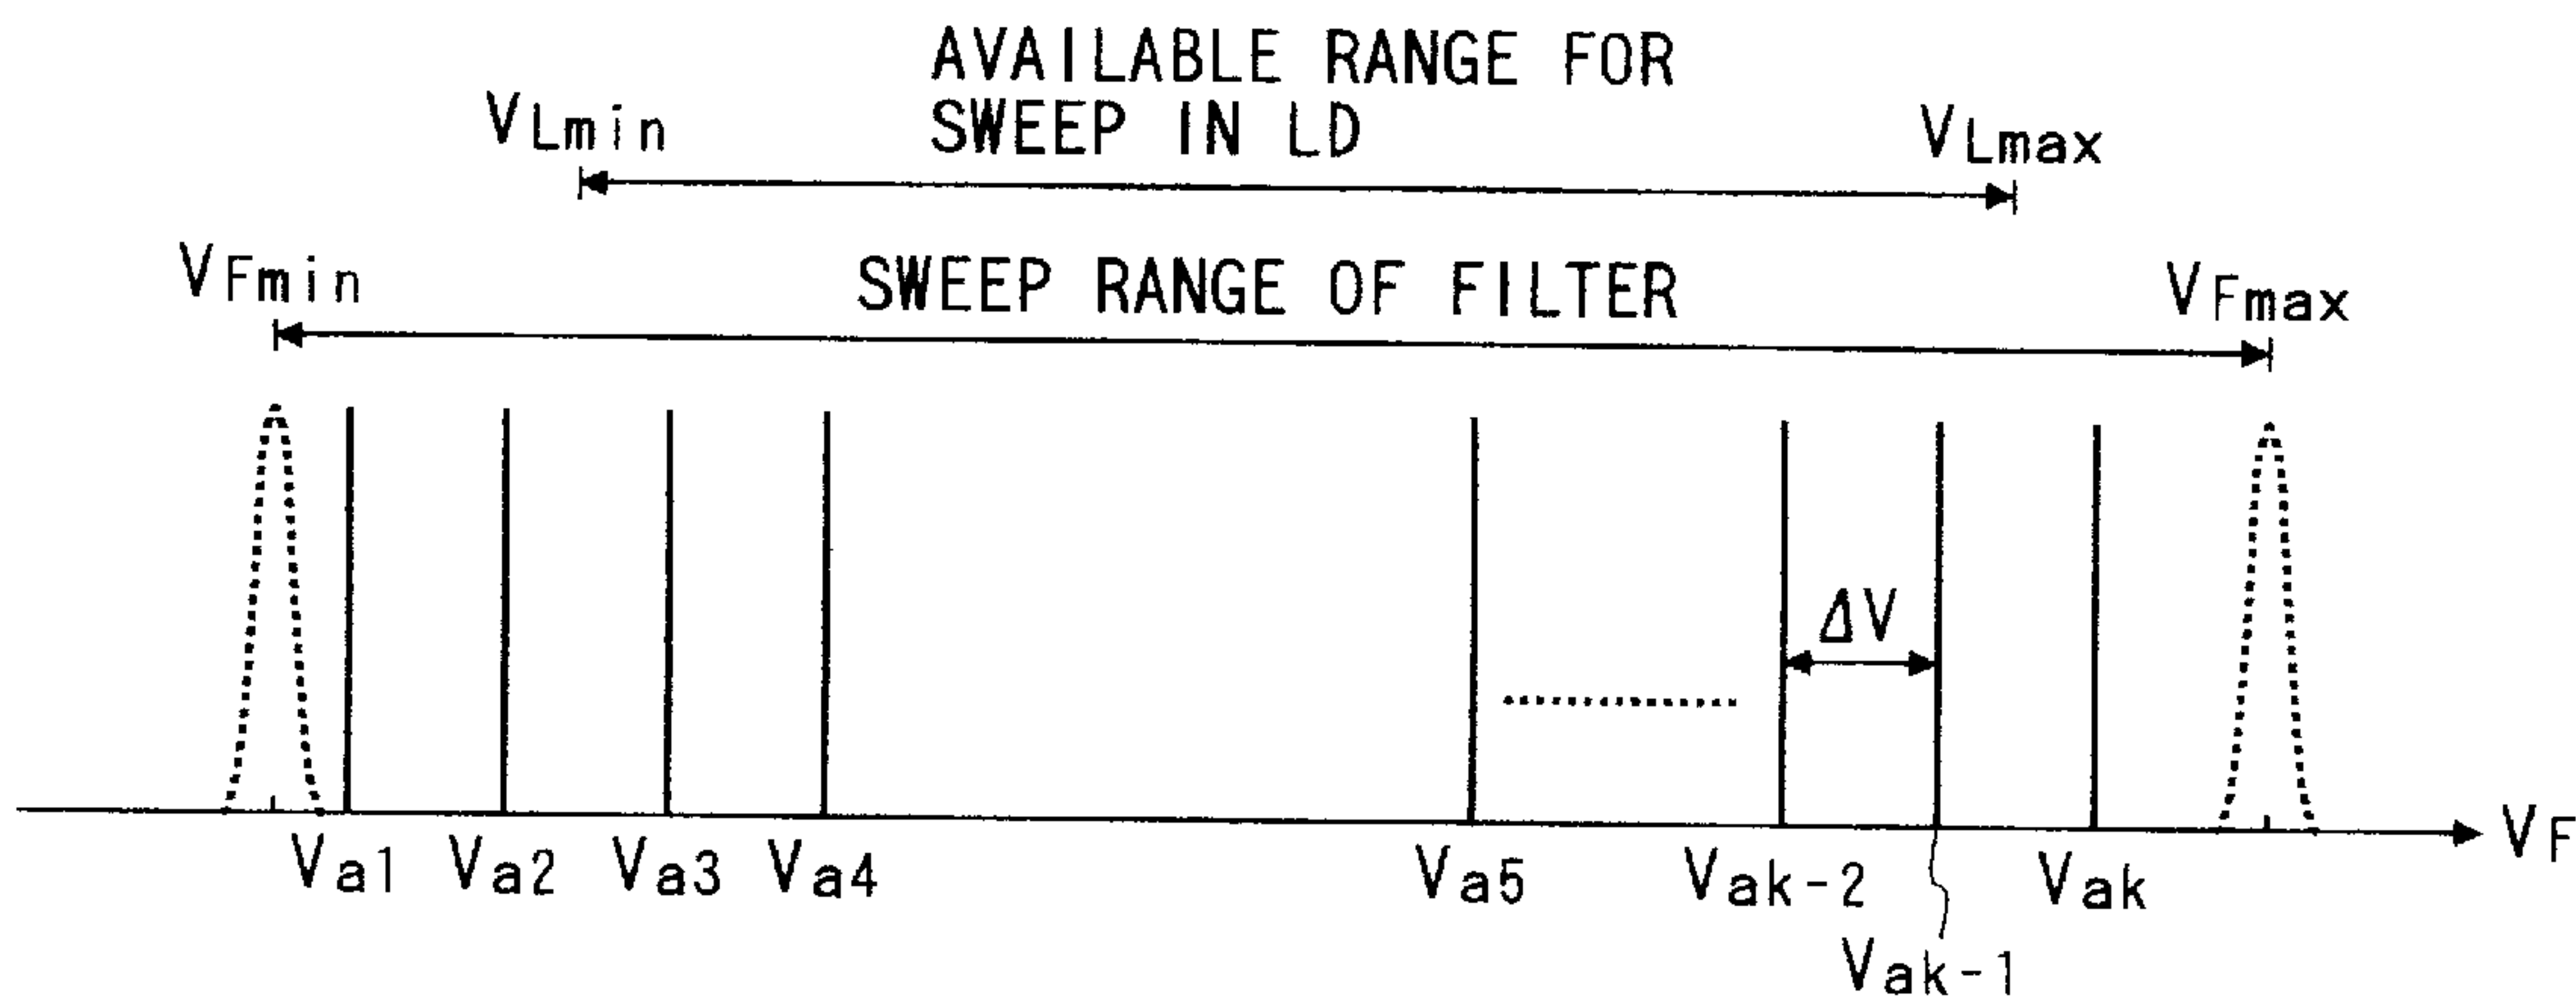 AVAILABLE RANGE FOR
SWEEP IN LD
VLmin
VLmax
VFmin
SWEEP RANGE OF FILTER
VFmax
ΔV
VF
Va1 Va2 Va3 Va4 Va5 Vak-2 Vak
Vak-1